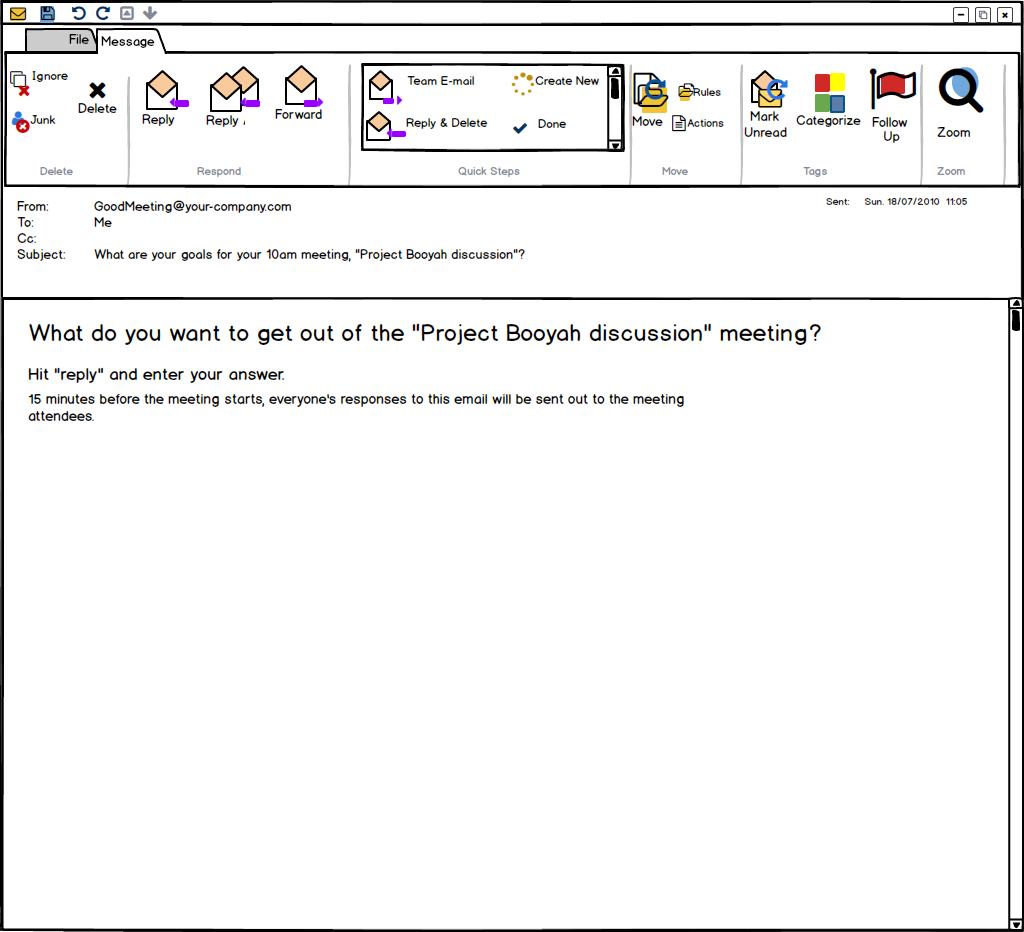 File Message
Ignore
Junk
Delete
Delete
Reply
Reply
Forward
Respond
Team E-mail
Create New
Reply & Delete
Done
Quick Steps
Move
Rules
Actions
Move
Mark
Unread
Categorize
Follow
Up
Tags
Zoom
Zoom
From: GoodMeeting@your-company.com
Sent: Sun. 18/07/2010 11:05
To: Me
Cc:
Subject: What are your goals for your 10am meeting, "Project Booyah discussion"?
What do you want to get out of the "Project Booyah discussion" meeting?
Hit "reply" and enter your answer.
15 minutes before the meeting starts, everyone's responses to this email will be sent out to the meeting
attendees.